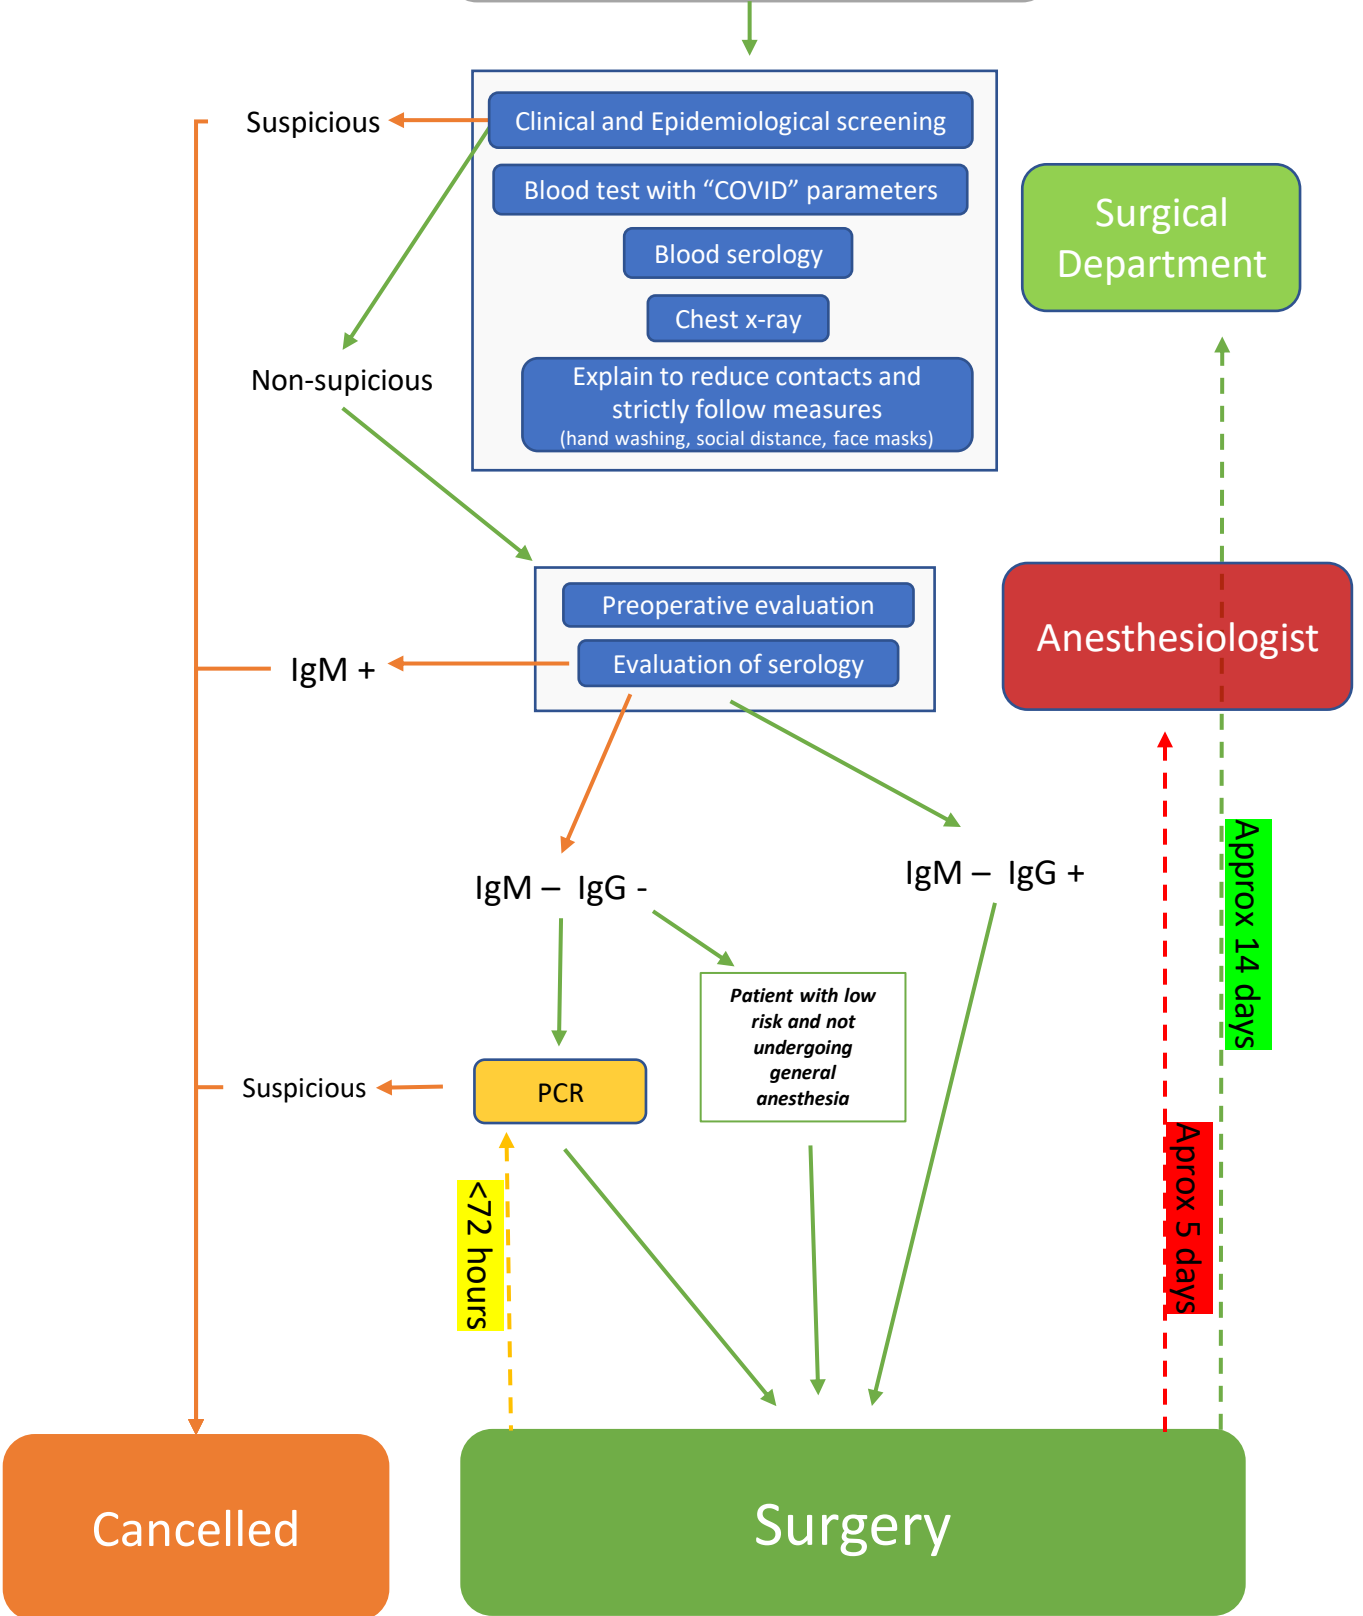 Suspicious
Clinical and Epidemiological screening
Blood test with “COVID” parameters
Blood serology
Chest x-ray
Explain to reduce contacts and
strictly follow measures
(hand washing, social distance, face masks)
Surgical
Department
Non-supicious
Preoperative evaluation
Evaluation of serology
IgM +
Anesthesiologist
IgM – IgG -
IgM – IgG +
Approx 14 days
Patient with low
risk and not
undergoing
general
anesthesia
Suspicious
PCR
Aprox 5 days
<72 hours
Cancelled
Surgery